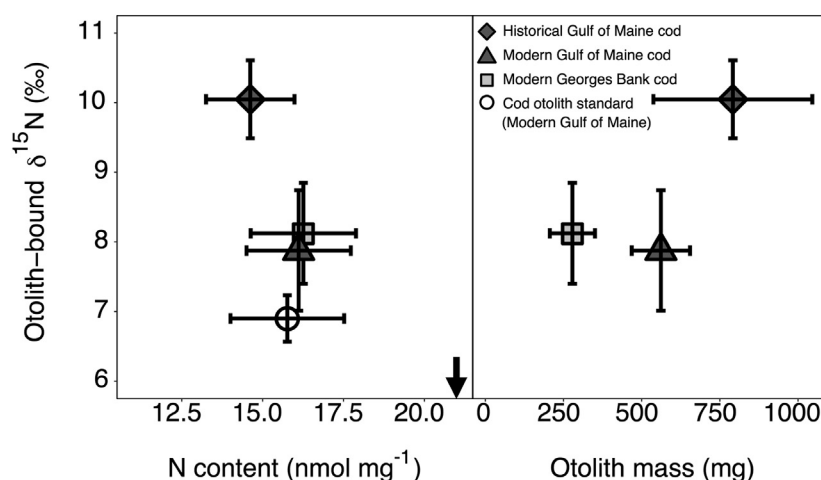 Otolith–bound δ¹⁵N (‰)
11
10
9
8
7
6
Historical Gulf of Maine cod
Modern Gulf of Maine cod
Modern Georges Bank cod
Cod otolith standard
(Modern Gulf of Maine)
12.5 15.0 17.5 20.0
0 250 500 750 1000
N content (nmol mg⁻¹)
Otolith mass (mg)